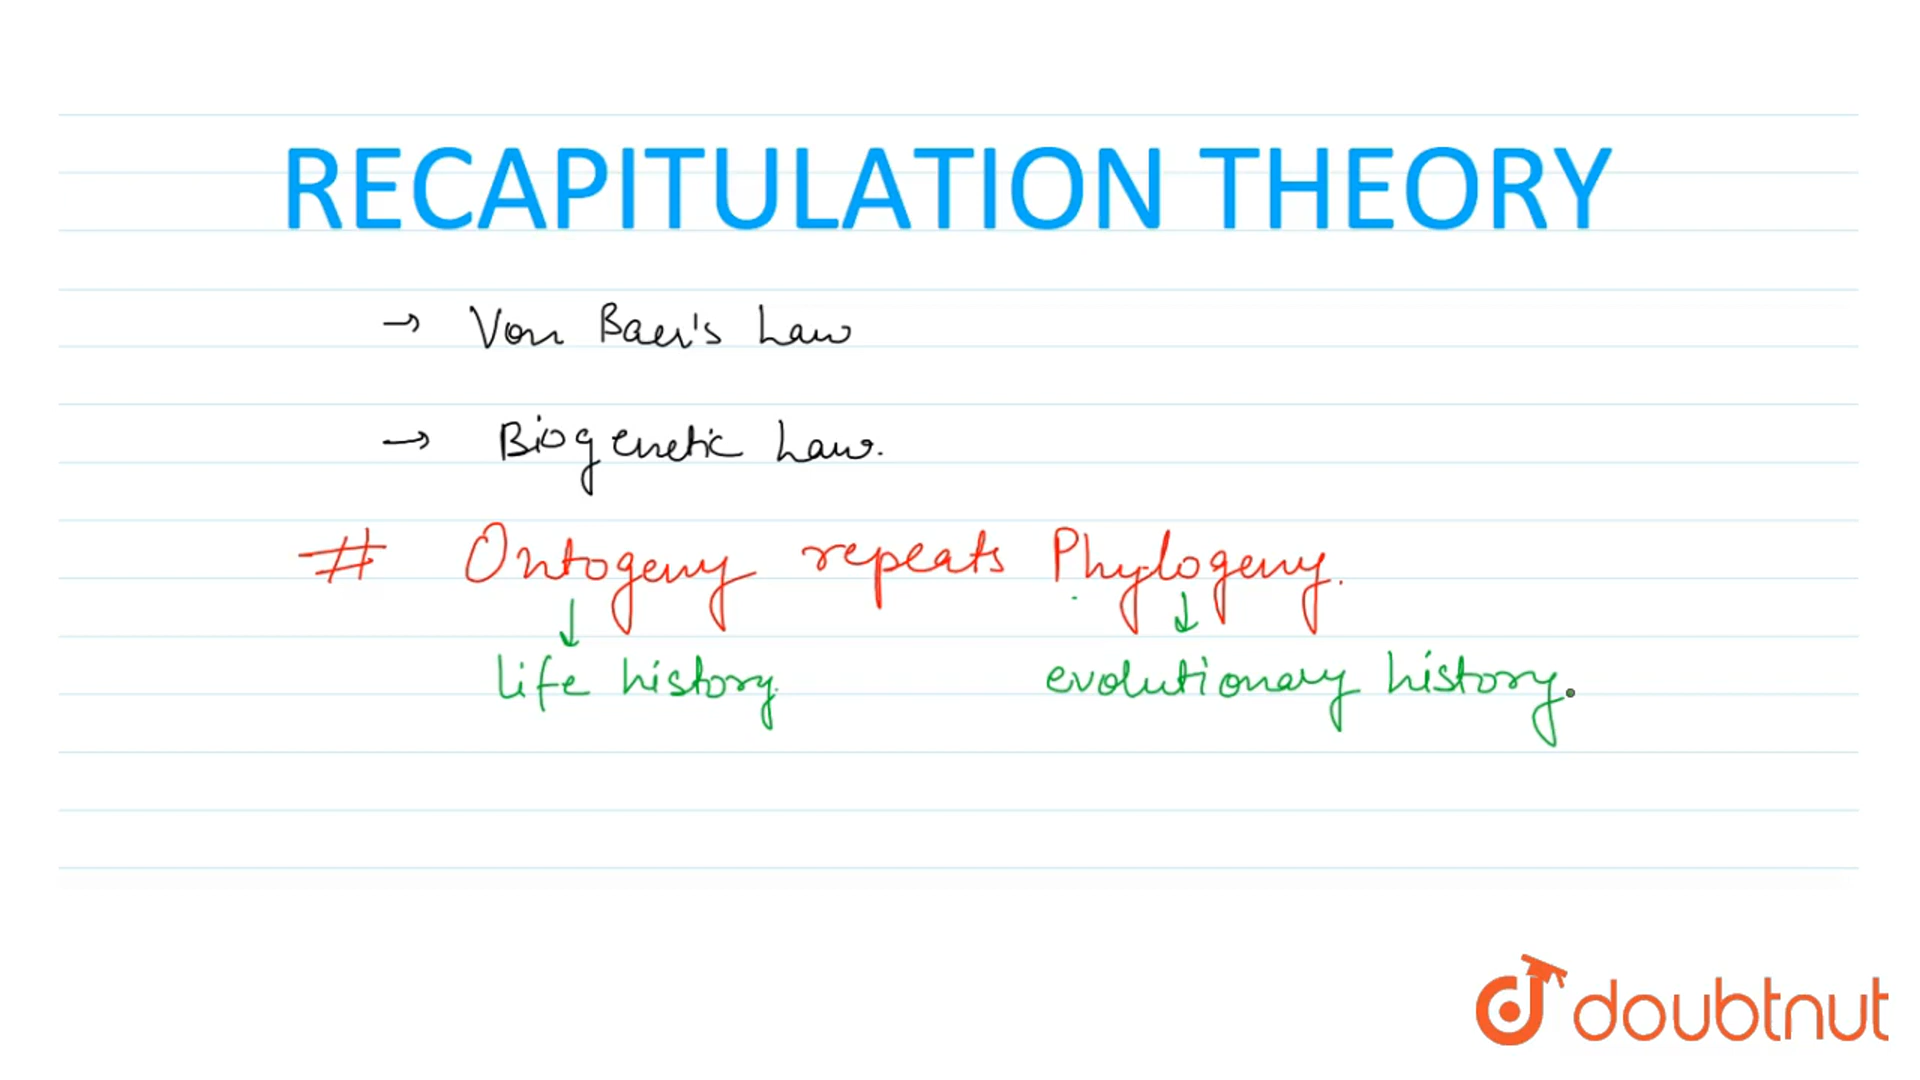 RECAPITULATION THEORY
→ Von Baer's Law
→ Biogenetic Law.
# Ontogeny repeats Phylogeny.
↓ ↓
life history. evolutionary history.
doubtnut